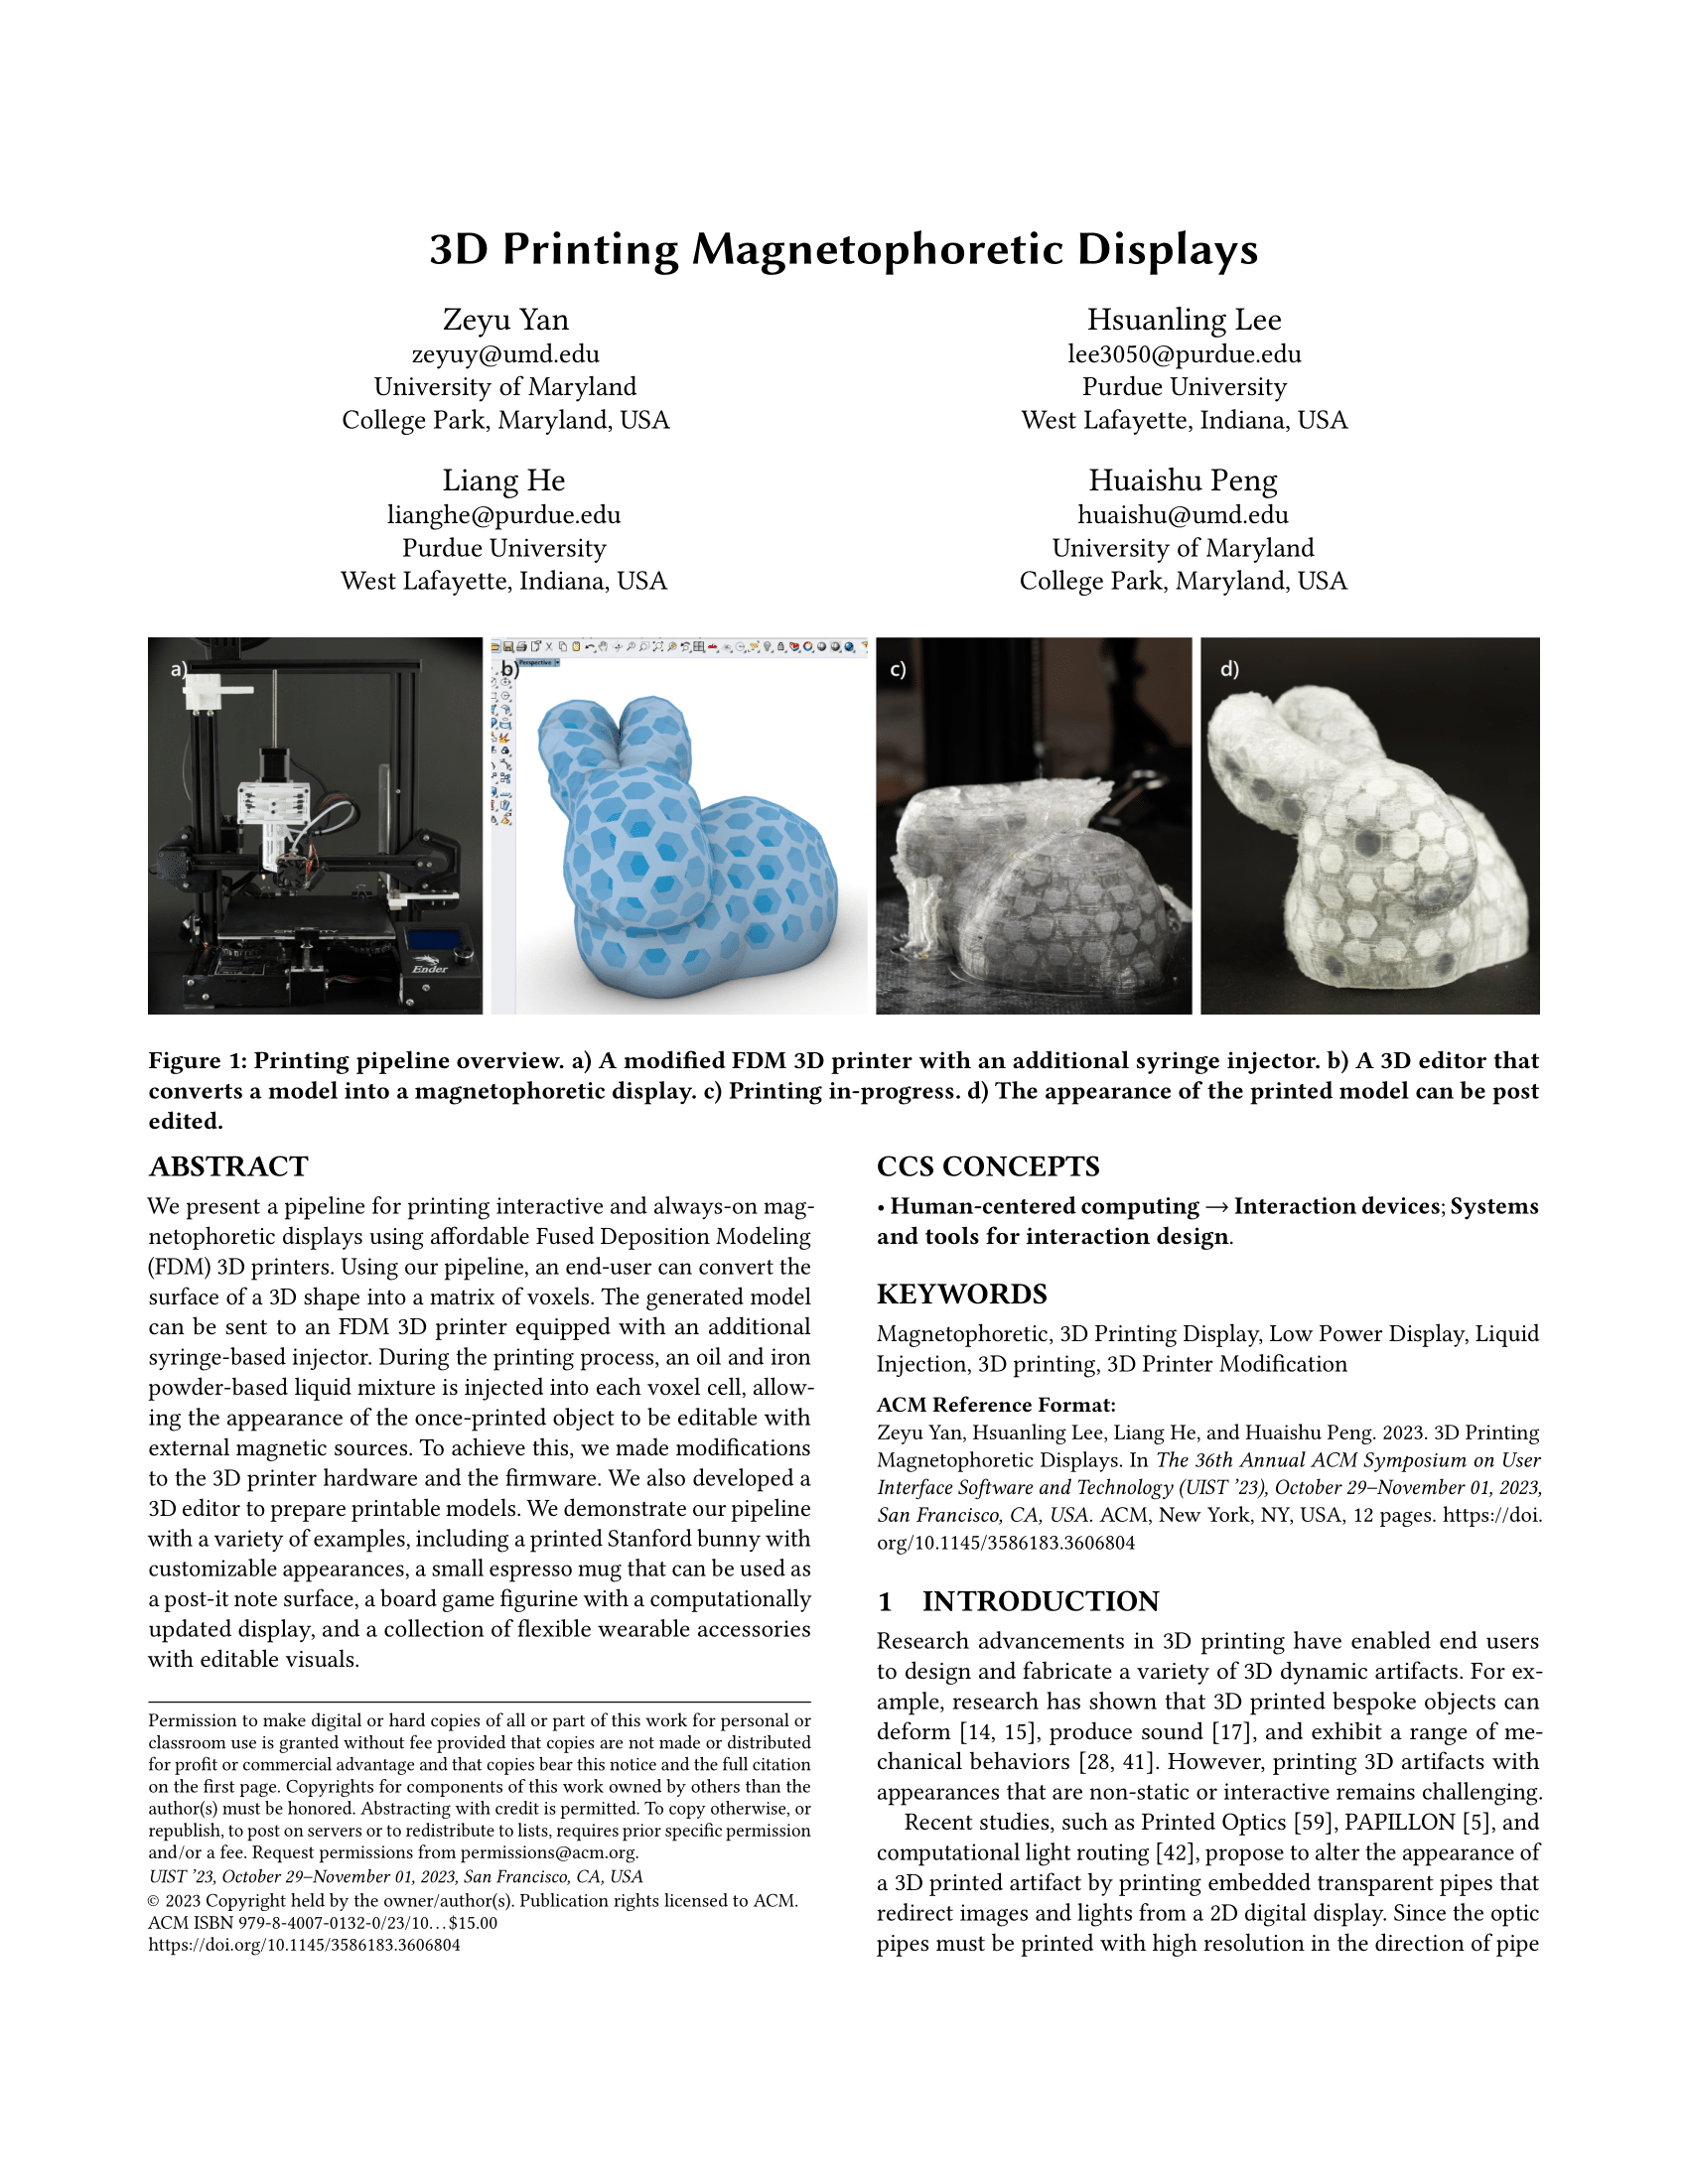 3D Printing Magnetophoretic Displays
Zeyu Yan
zeyuy@umd.edu
University of Maryland
College Park, Maryland, USA
Hsuanling Lee
lee3050@purdue.edu
Purdue University
West Lafayette, Indiana, USA
Liang He
lianghe@purdue.edu
Purdue University
West Lafayette, Indiana, USA
Huaishu Peng
huaishu@umd.edu
University of Maryland
College Park, Maryland, USA
a)
Ender
b)
Perspective
c)
d)
Figure 1: Printing pipeline overview. a) A modified FDM 3D printer with an additional syringe injector. b) A 3D editor that
converts a model into a magnetophoretic display. c) Printing in-progress. d) The appearance of the printed model can be post
edited.
ABSTRACT
We present a pipeline for printing interactive and always-on mag-
netophoretic displays using affordable Fused Deposition Modeling
(FDM) 3D printers. Using our pipeline, an end-user can convert the
surface of a 3D shape into a matrix of voxels. The generated model
can be sent to an FDM 3D printer equipped with an additional
syringe-based injector. During the printing process, an oil and iron
powder-based liquid mixture is injected into each voxel cell, allow-
ing the appearance of the once-printed object to be editable with
external magnetic sources. To achieve this, we made modifications
to the 3D printer hardware and the firmware. We also developed a
3D editor to prepare printable models. We demonstrate our pipeline
with a variety of examples, including a printed Stanford bunny with
customizable appearances, a small espresso mug that can be used as
a post-it note surface, a board game figurine with a computationally
updated display, and a collection of flexible wearable accessories
with editable visuals.
Permission to make digital or hard copies of all or part of this work for personal or
classroom use is granted without fee provided that copies are not made or distributed
for profit or commercial advantage and that copies bear this notice and the full citation
on the first page. Copyrights for components of this work owned by others than the
author(s) must be honored. Abstracting with credit is permitted. To copy otherwise, or
republish, to post on servers or to redistribute to lists, requires prior specific permission
and/or a fee. Request permissions from permissions@acm.org.
UIST ’23, October 29–November 01, 2023, San Francisco, CA, USA
© 2023 Copyright held by the owner/author(s). Publication rights licensed to ACM.
ACM ISBN 979-8-4007-0132-0/23/10...$15.00
https://doi.org/10.1145/3586183.3606804
CCS CONCEPTS
• Human-centered computing → Interaction devices; Systems
and tools for interaction design.
KEYWORDS
Magnetophoretic, 3D Printing Display, Low Power Display, Liquid
Injection, 3D printing, 3D Printer Modification
ACM Reference Format:
Zeyu Yan, Hsuanling Lee, Liang He, and Huaishu Peng. 2023. 3D Printing
Magnetophoretic Displays. In The 36th Annual ACM Symposium on User
Interface Software and Technology (UIST ’23), October 29–November 01, 2023,
San Francisco, CA, USA. ACM, New York, NY, USA, 12 pages. https://doi.
org/10.1145/3586183.3606804
1 INTRODUCTION
Research advancements in 3D printing have enabled end users
to design and fabricate a variety of 3D dynamic artifacts. For ex-
ample, research has shown that 3D printed bespoke objects can
deform [14, 15], produce sound [17], and exhibit a range of me-
chanical behaviors [28, 41]. However, printing 3D artifacts with
appearances that are non-static or interactive remains challenging.
Recent studies, such as Printed Optics [59], PAPILLON [5], and
computational light routing [42], propose to alter the appearance of
a 3D printed artifact by printing embedded transparent pipes that
redirect images and lights from a 2D digital display. Since the optic
pipes must be printed with high resolution in the direction of pipe